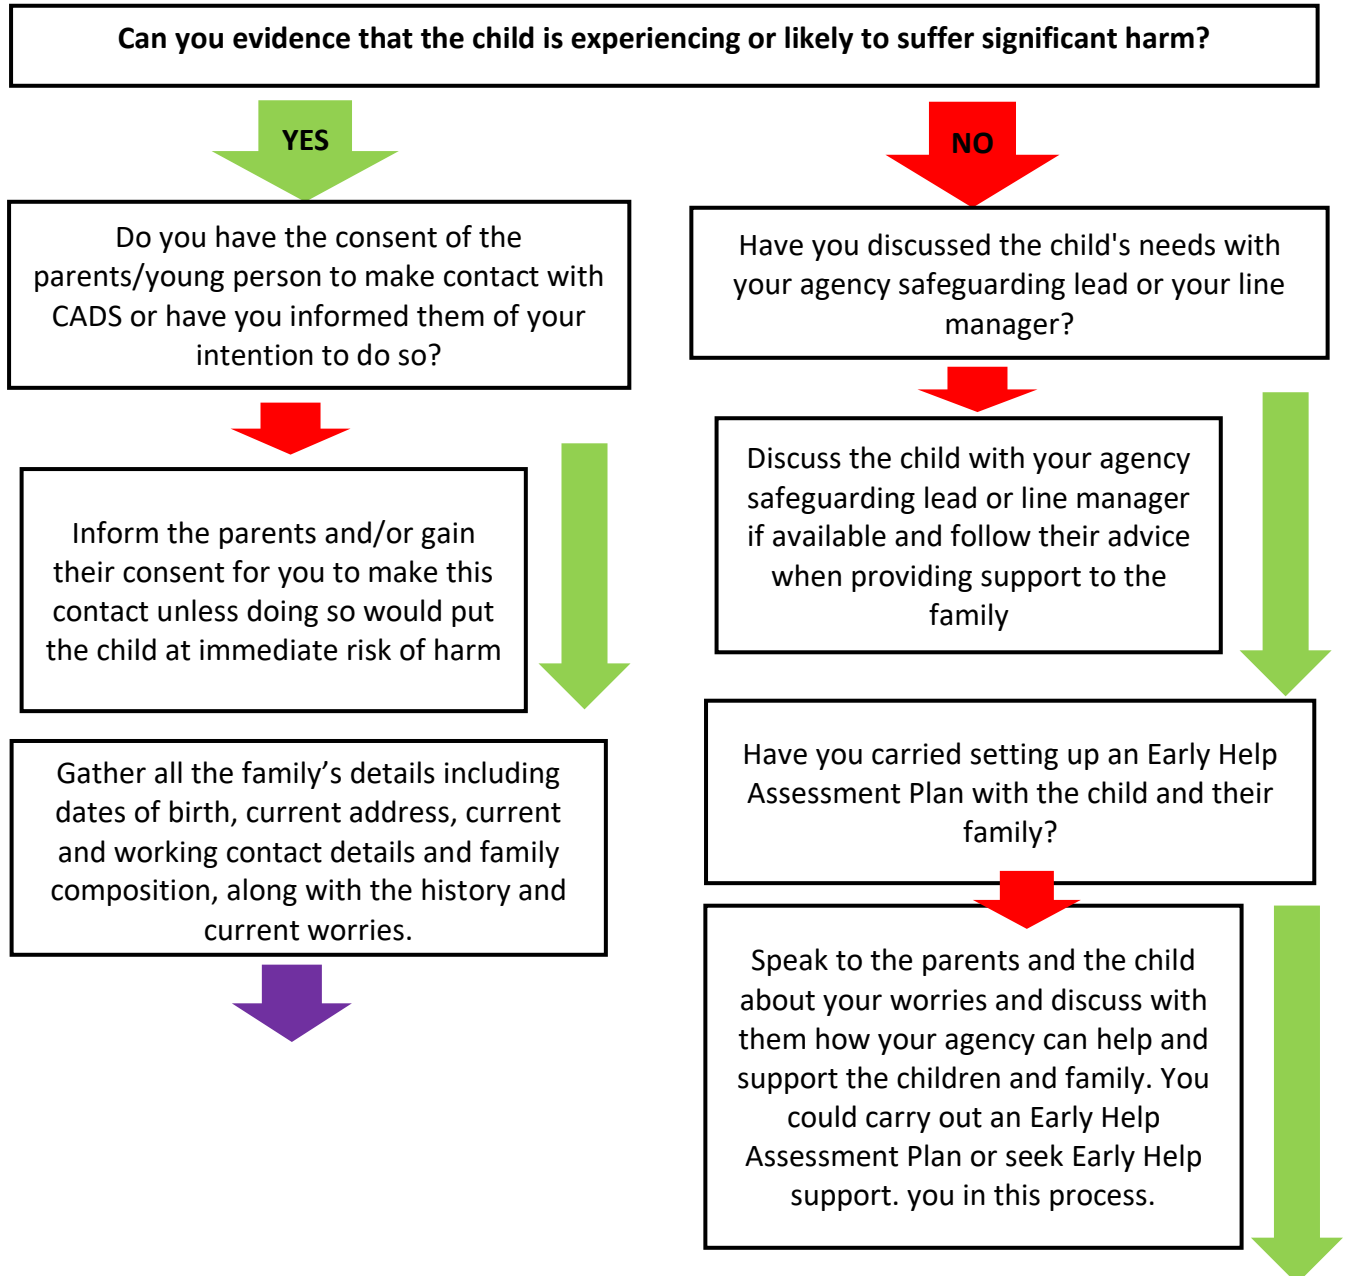 Can you evidence that the child is experiencing or likely to suffer significant harm?
YES
NO
Do you have the consent of the
parents/young person to make contact with
CADS or have you informed them of your
intention to do so?
Have you discussed the child's needs with
your agency safeguarding lead or your line
manager?
Inform the parents and/or gain
their consent for you to make this
contact unless doing so would put
the child at immediate risk of harm
Discuss the child with your agency
safeguarding lead or line manager
if available and follow their advice
when providing support to the
family
Gather all the family’s details including
dates of birth, current address, current
and working contact details and family
composition, along with the history and
current worries.
Have you carried setting up an Early Help
Assessment Plan with the child and their
family?
Speak to the parents and the child
about your worries and discuss with
them how your agency can help and
support the children and family. You
could carry out an Early Help
Assessment Plan or seek Early Help
support. you in this process.